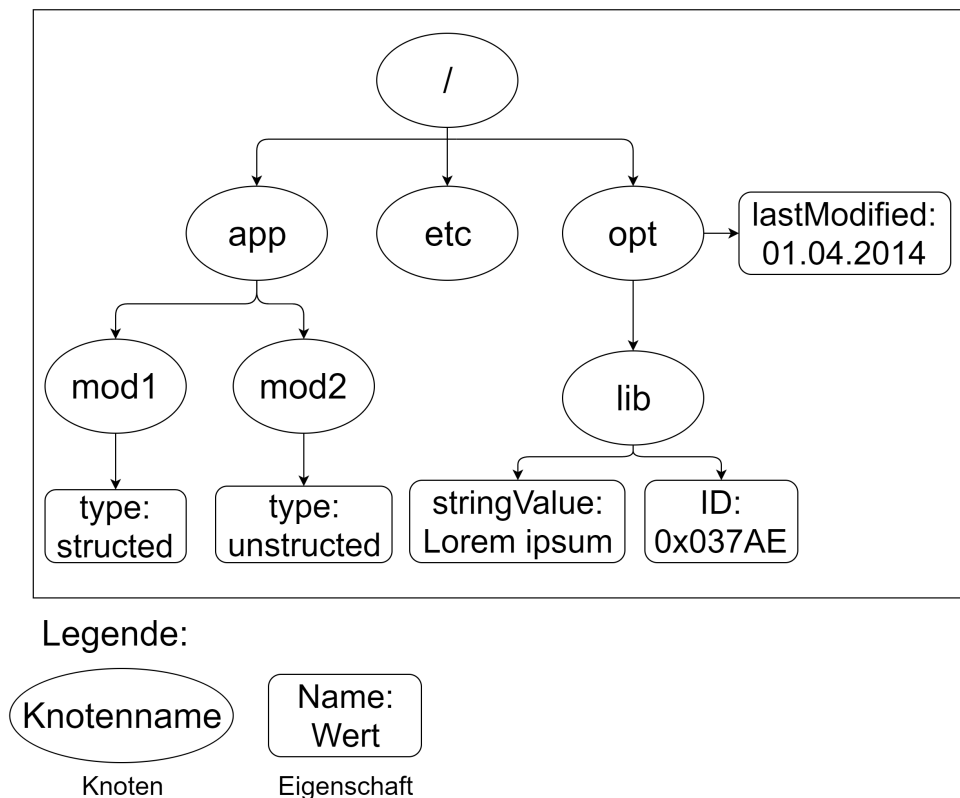 /
app
etc
opt
lastModified:
01.04.2014
mod1
mod2
lib
type:
structed
type:
unstructed
stringValue:
Lorem ipsum
ID:
0x037AE
Legende:
Knotenname
Name:
Wert
Knoten
Eigenschaft